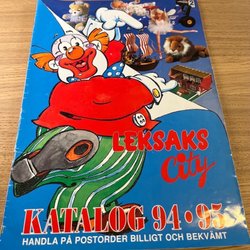 LEKSAKS
City
KATALOG 94•95
HANDLA PÅ POSTORDER BILLIGT OCH BEKVÄMT